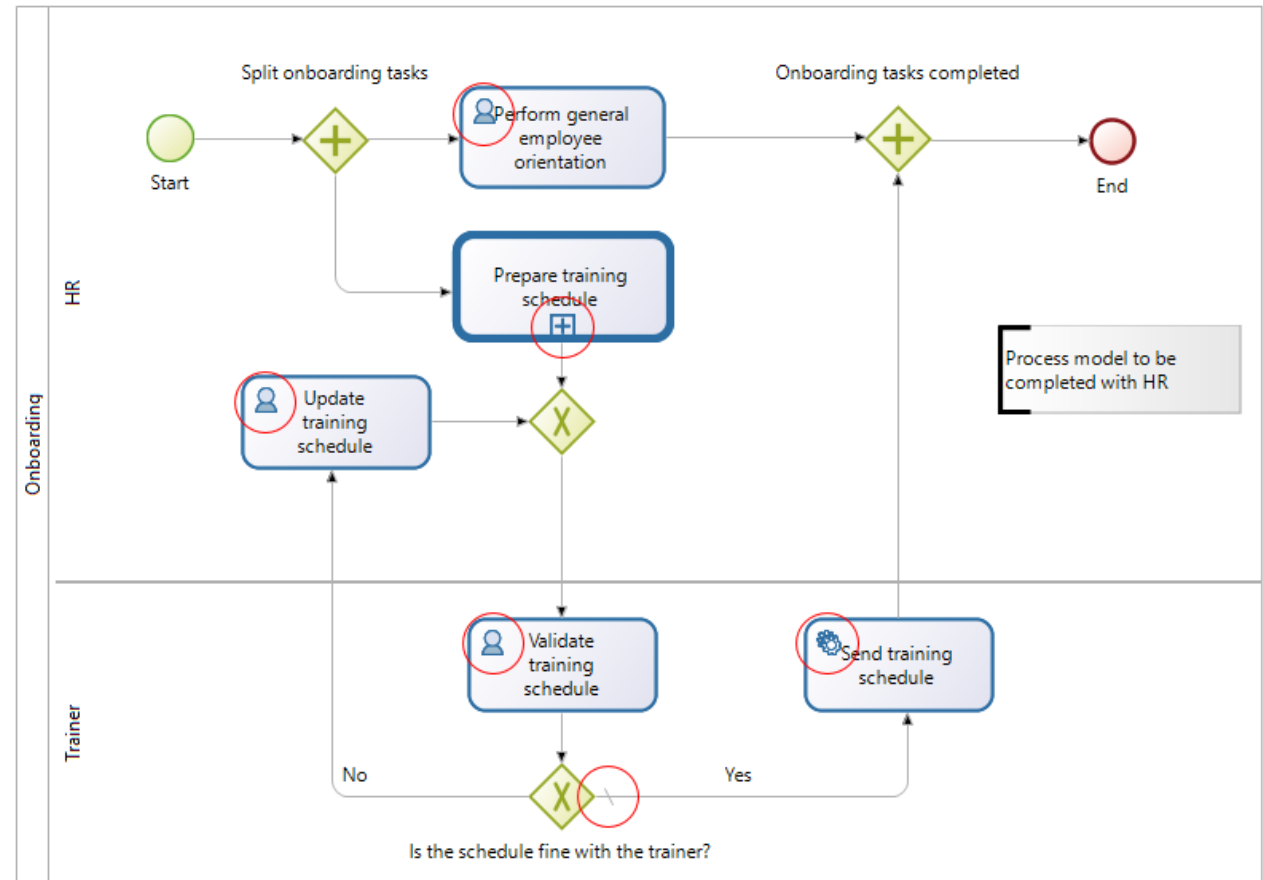 Split onboarding tasks
Onboarding tasks completed
Perform general
employee
orientation
Start
End
Prepare training
schedule
HR
Process model to be
completed with HR
Update
training
schedule
Onboarding
Validate
training
schedule
Send training
schedule
Trainer
No
Yes
Is the schedule fine with the trainer?